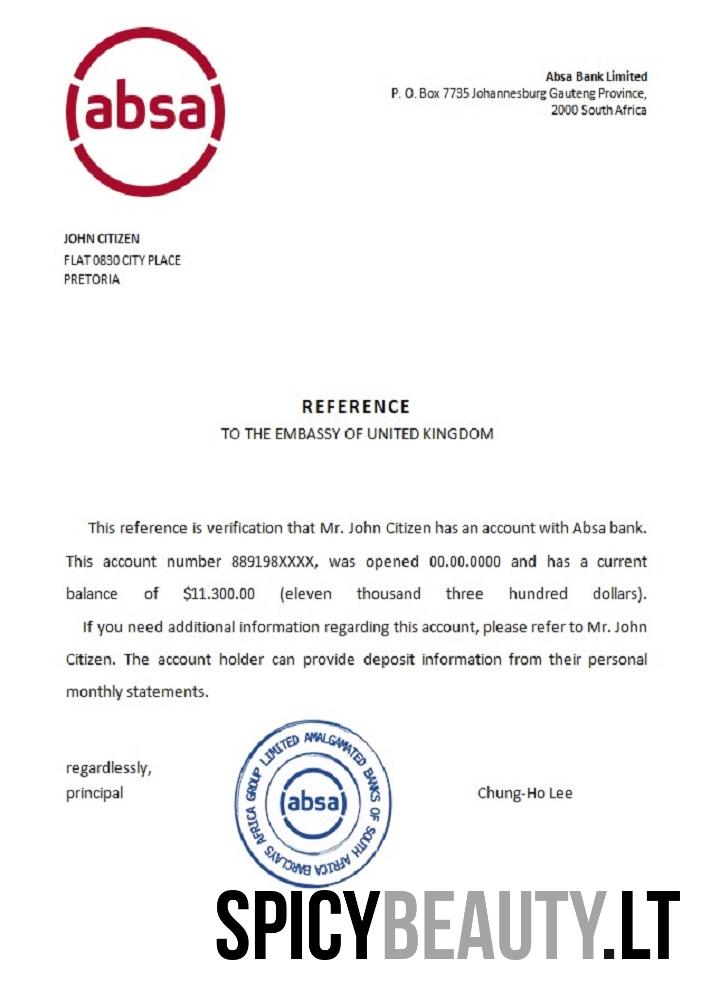 absa
Absa Bank Limited
P. O. Box 7735 Johannesburg Gauteng Province,
2000 South Africa
JOHN CITIZEN
FLAT 0830 CITY PLACE
PRETORIA
REFERENCE
TO THE EMBASSY OF UNITED KINGDOM
This reference is verification that Mr. John Citizen has an account with Absa bank.
This account number 889198XXXX, was opened 00.00.0000 and has a current
balance of $11.300.00 (eleven thousand three hundred dollars).
If you need additional information regarding this account, please refer to Mr. John
Citizen. The account holder can provide deposit information from their personal
monthly statements.
regardlessly,
principal
AMALGAMATED BANKS OF SOUTH AFRICA BARCLAYS AFRICA GROUP LIMITED
absa
Chung-Ho Lee
SPICYBEAUTY.LT